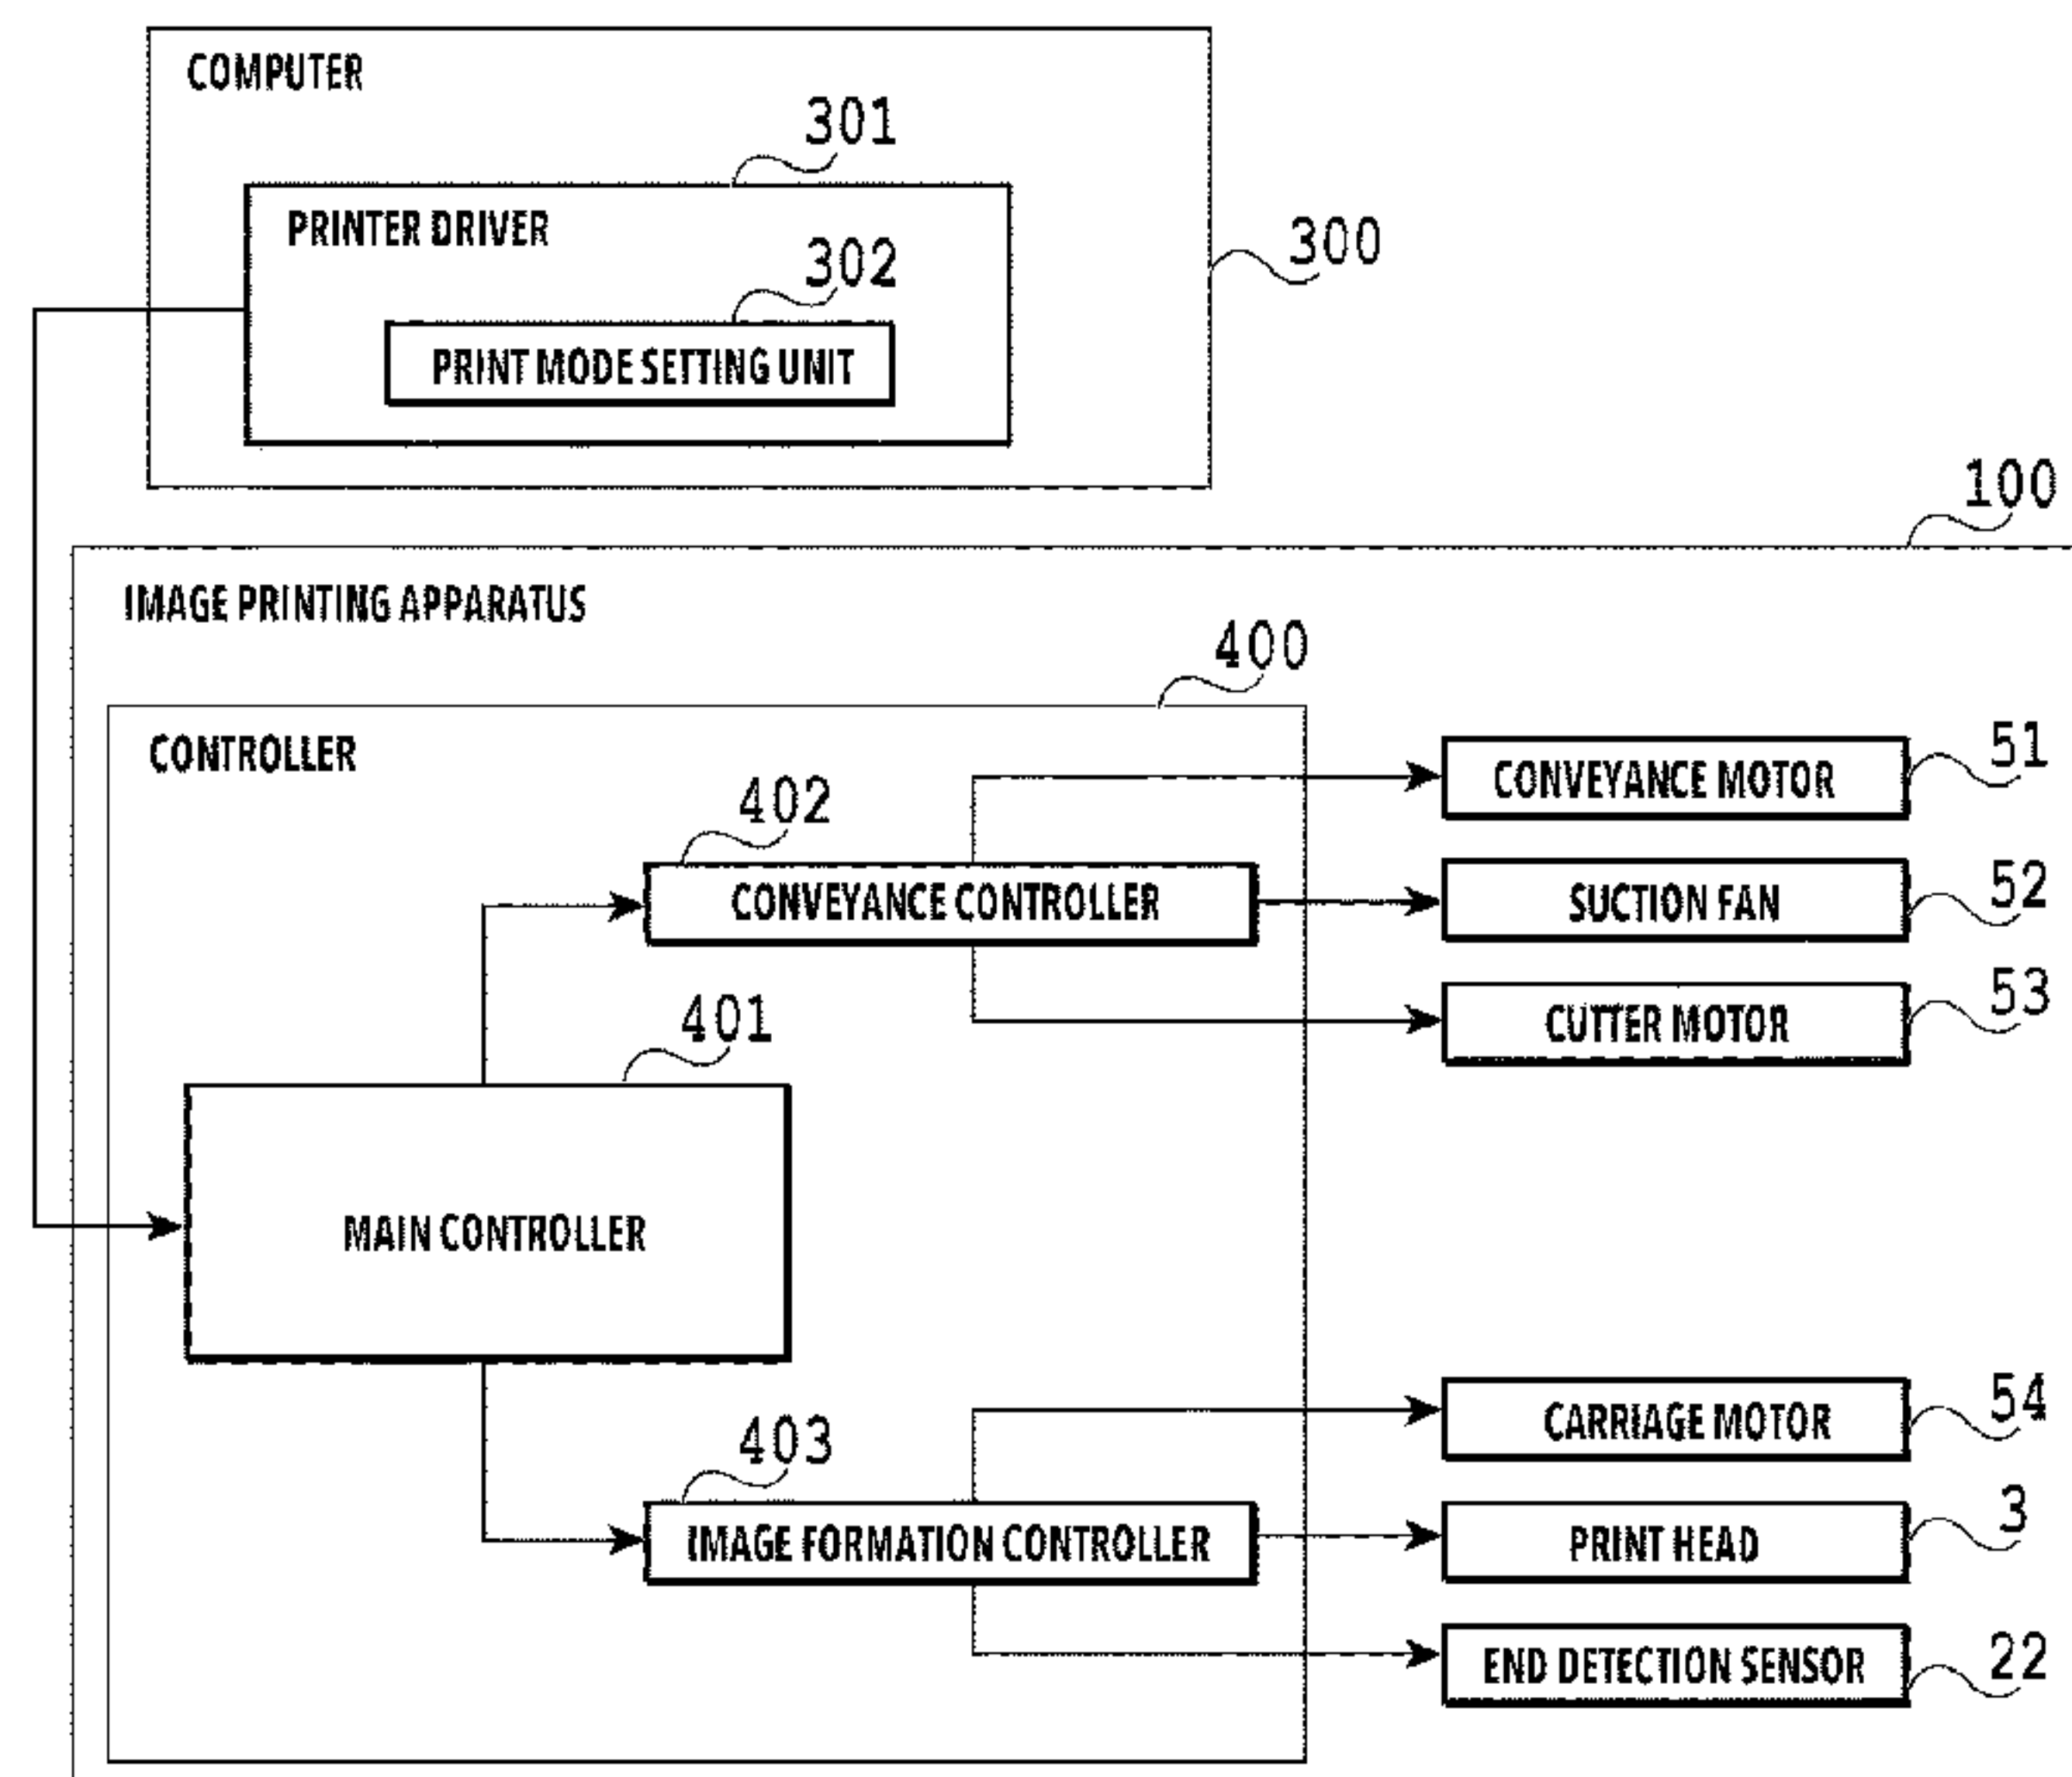 COMPUTER
301
PRINTER DRIVER
302
300
PRINT MODE SETTING UNIT
100
IMAGE PRINTING APPARATUS
400
CONTROLLER
51
CONVEYANCE MOTOR
402
52
CONVEYANCE CONTROLLER
SUCTION FAN
53
401
CUTTER MOTOR
MAIN CONTROLLER
54
CARRIAGE MOTOR
403
3
IMAGE FORMATION CONTROLLER
PRINT HEAD
22
END DETECTION SENSOR